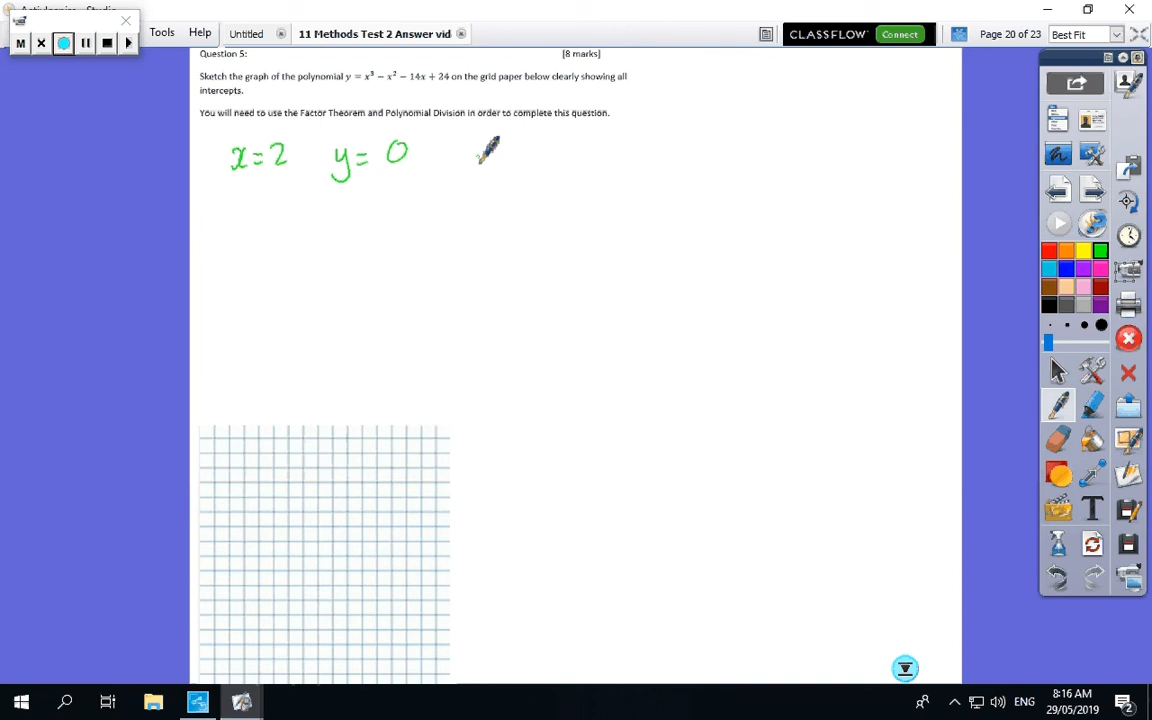 Tools Help Untitled 11 Methods Test 2 Answer vid CLASSFLOW Connect Page 20 of 23 Best Fit
M
Question 5: [8 marks]
Sketch the graph of the polynomial y = x³ − x² − 14x + 24 on the grid paper below clearly showing all
intercepts.
You will need to use the Factor Theorem and Polynomial Division in order to complete this question.
x=2 y= 0
T
8:16 AM
ENG
29/05/2019
2